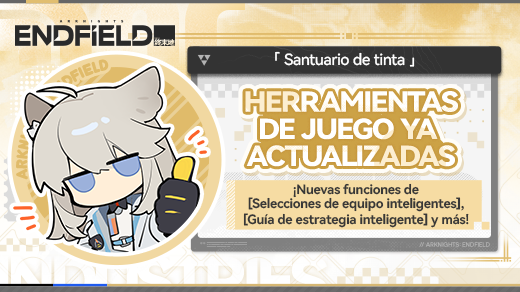 ARKNIGHTS
ENDFIELD
「 Santuario de tinta 」
HERRAMIENTAS
DE JUEGO YA
ACTUALIZADAS
¡Nuevas funciones de
[Selecciones de equipo inteligentes],
[Guía de estrategia inteligente] y más!
// ARKNIGHTS: ENDFIELD